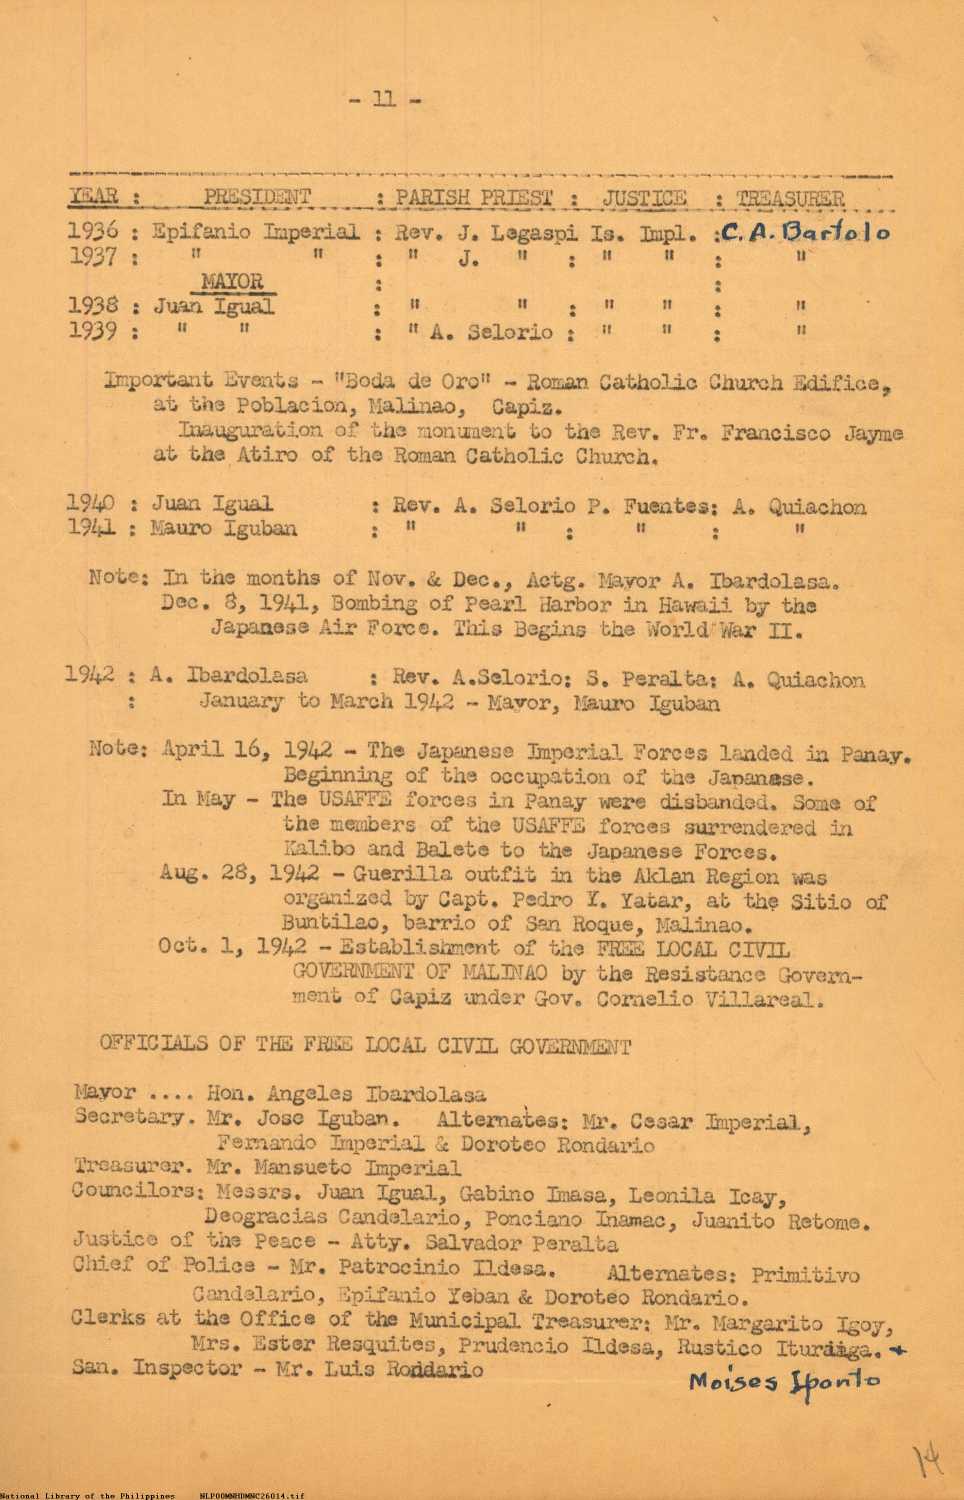 - 11 -
YEAR : PRESIDENT : PARISH PRIEST : JUSTICE : TREASURER
1936 : Epifanio Imperial : Rev. J. Legaspi Is. Impl. : C. A. Bartolo
1937 : " " : " J. " : " " : "
MAYOR : :
1938 : Juan Igual : " " : " " : "
1939 : " " : " A. Selorio : " " : "
Important Events - "Boda de Oro" - Roman Catholic Church Edifice,
at the Poblacion, Malinao, Capiz.
Inauguration of the monument to the Rev. Fr. Francisco Jayme
at the Atiro of the Roman Catholic Church.
1940 : Juan Igual : Rev. A. Selorio P. Fuentes: A. Quiachon
1941 : Mauro Iguban : " " : " : "
Note: In the months of Nov. & Dec., Actg. Mayor A. Ibardolasa.
Dec. 8, 1941, Bombing of Pearl Harbor in Hawaii by the
Japanese Air Force. This Begins the World War II.
1942 : A. Ibardolasa : Rev. A.Selorio: S. Peralta: A. Quiachon
: January to March 1942 - Mayor, Mauro Iguban
Note: April 16, 1942 - The Japanese Imperial Forces landed in Panay.
Beginning of the occupation of the Japanese.
In May - The USAFFE forces in Panay were disbanded. Some of
the members of the USAFFE forces surrendered in
Kalibo and Balete to the Japanese Forces.
Aug. 28, 1942 - Guerilla outfit in the Aklan Region was
organized by Capt. Pedro Y. Yatar, at the Sitio of
Buntilao, barrio of San Roque, Malinao.
Oct. 1, 1942 - Establishment of the FREE LOCAL CIVIL
GOVERNMENT OF MALINAO by the Resistance Govern-
ment of Capiz under Gov. Cornelio Villareal.
OFFICIALS OF THE FREE LOCAL CIVIL GOVERNMENT
Mayor .... Hon. Angeles Ibardolasa
Secretary. Mr. Jose Iguban. Alternates: Mr. Cesar Imperial,
Fernando Imperial & Doroteo Rondario
Treasurer. Mr. Mansueto Imperial
Councilors: Messrs. Juan Igual, Gabino Imasa, Leonila Icay,
Deogracias Candelario, Ponciano Inamac, Juanito Retome.
Justice of the Peace - Atty. Salvador Peralta
Chief of Police - Mr. Patrocinio Ildesa. Alternates: Primitivo
Candelario, Epifanio Yeban & Doroteo Rondario.
Clerks at the Office of the Municipal Treasurer: Mr. Margarito Igoy,
Mrs. Ester Resquites, Prudencio Ildesa, Rustico Ituraiga. +
San. Inspector - Mr. Luis Rondario
Moises Iponto
14
National Library of the Philippines NLP00MNHDMNC26014.tif